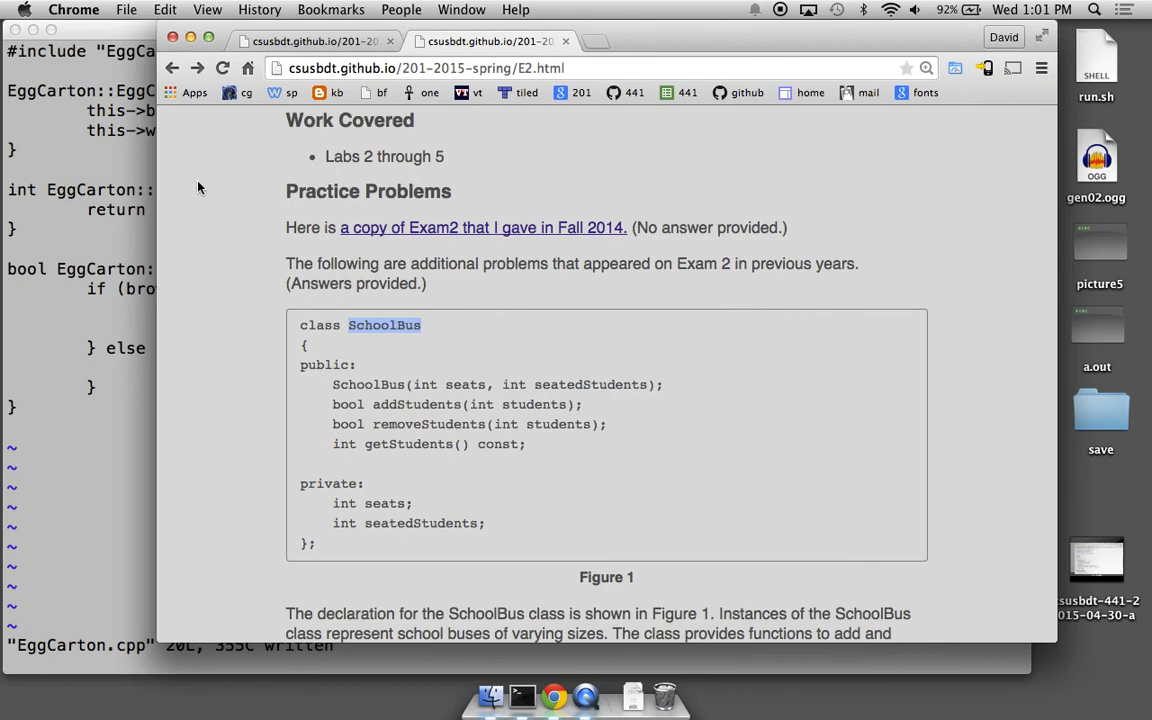 Chrome File Edit View History Bookmarks People Window Help 92% Wed 1:01 PM
csusbdt.github.io/201-20 csusbdt.github.io/201-20 David
csusbdt.github.io/201-2015-spring/E2.html
Apps cg sp kb bf one vt tiled 201 441 441 github home mail fonts
#include "EggCa
EggCarton::EggC
this->b
this->w
}
int EggCarton::
return
}
bool EggCarton:
if (bro
} else
}
}
~
~
~
~
~
~
~
~
~
~
"EggCarton.cpp" 20L, 355C written
Work Covered
• Labs 2 through 5
Practice Problems
Here is a copy of Exam2 that I gave in Fall 2014. (No answer provided.)
The following are additional problems that appeared on Exam 2 in previous years.
(Answers provided.)
class SchoolBus
{
public:
SchoolBus(int seats, int seatedStudents);
bool addStudents(int students);
bool removeStudents(int students);
int getStudents() const;
private:
int seats;
int seatedStudents;
};
Figure 1
The declaration for the SchoolBus class is shown in Figure 1. Instances of the SchoolBus
class represent school buses of varying sizes. The class provides functions to add and
SHELL
run.sh
OGG
gen02.ogg
picture5
a.out
save
csusbdt-441-2
015-04-30-a